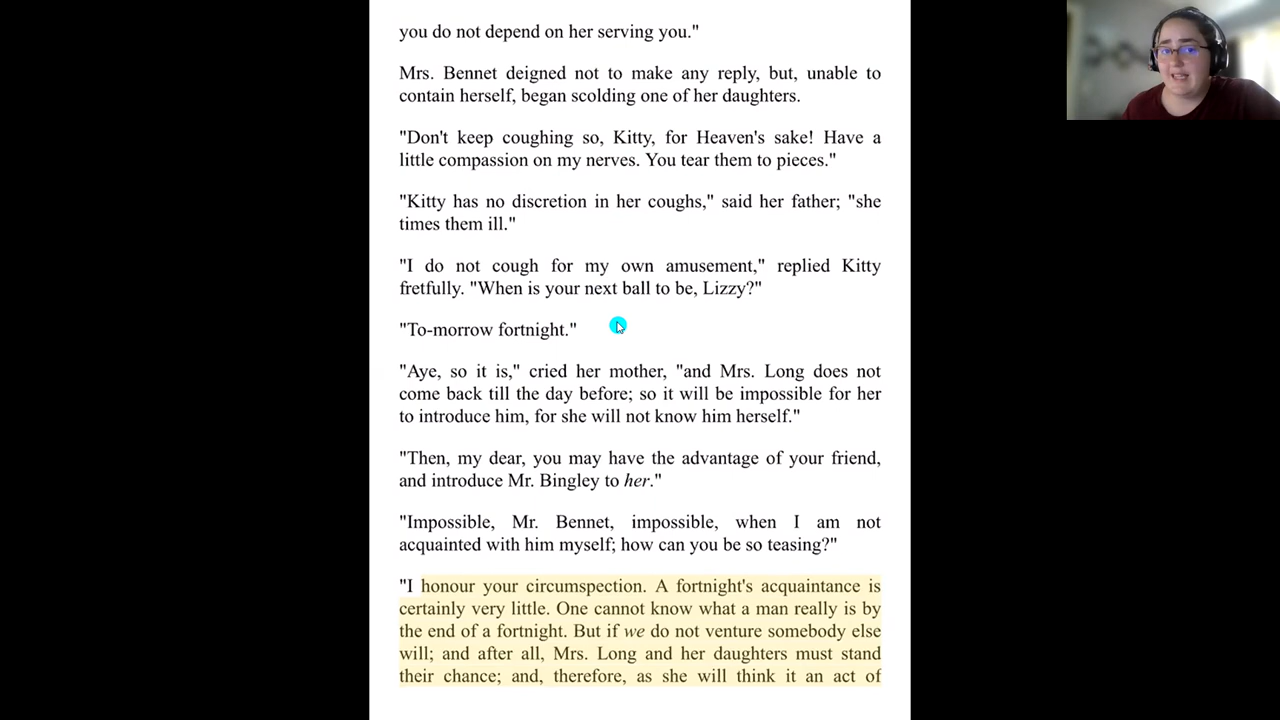 you do not depend on her serving you."
Mrs. Bennet deigned not to make any reply, but, unable to
contain herself, began scolding one of her daughters.
"Don't keep coughing so, Kitty, for Heaven's sake! Have a
little compassion on my nerves. You tear them to pieces."
"Kitty has no discretion in her coughs," said her father; "she
times them ill."
"I do not cough for my own amusement," replied Kitty
fretfully. "When is your next ball to be, Lizzy?"
"To-morrow fortnight."
"Aye, so it is," cried her mother, "and Mrs. Long does not
come back till the day before; so it will be impossible for her
to introduce him, for she will not know him herself."
"Then, my dear, you may have the advantage of your friend,
and introduce Mr. Bingley to her."
"Impossible, Mr. Bennet, impossible, when I am not
acquainted with him myself; how can you be so teasing?"
"I honour your circumspection. A fortnight's acquaintance is
certainly very little. One cannot know what a man really is by
the end of a fortnight. But if we do not venture somebody else
will; and after all, Mrs. Long and her daughters must stand
their chance; and, therefore, as she will think it an act of